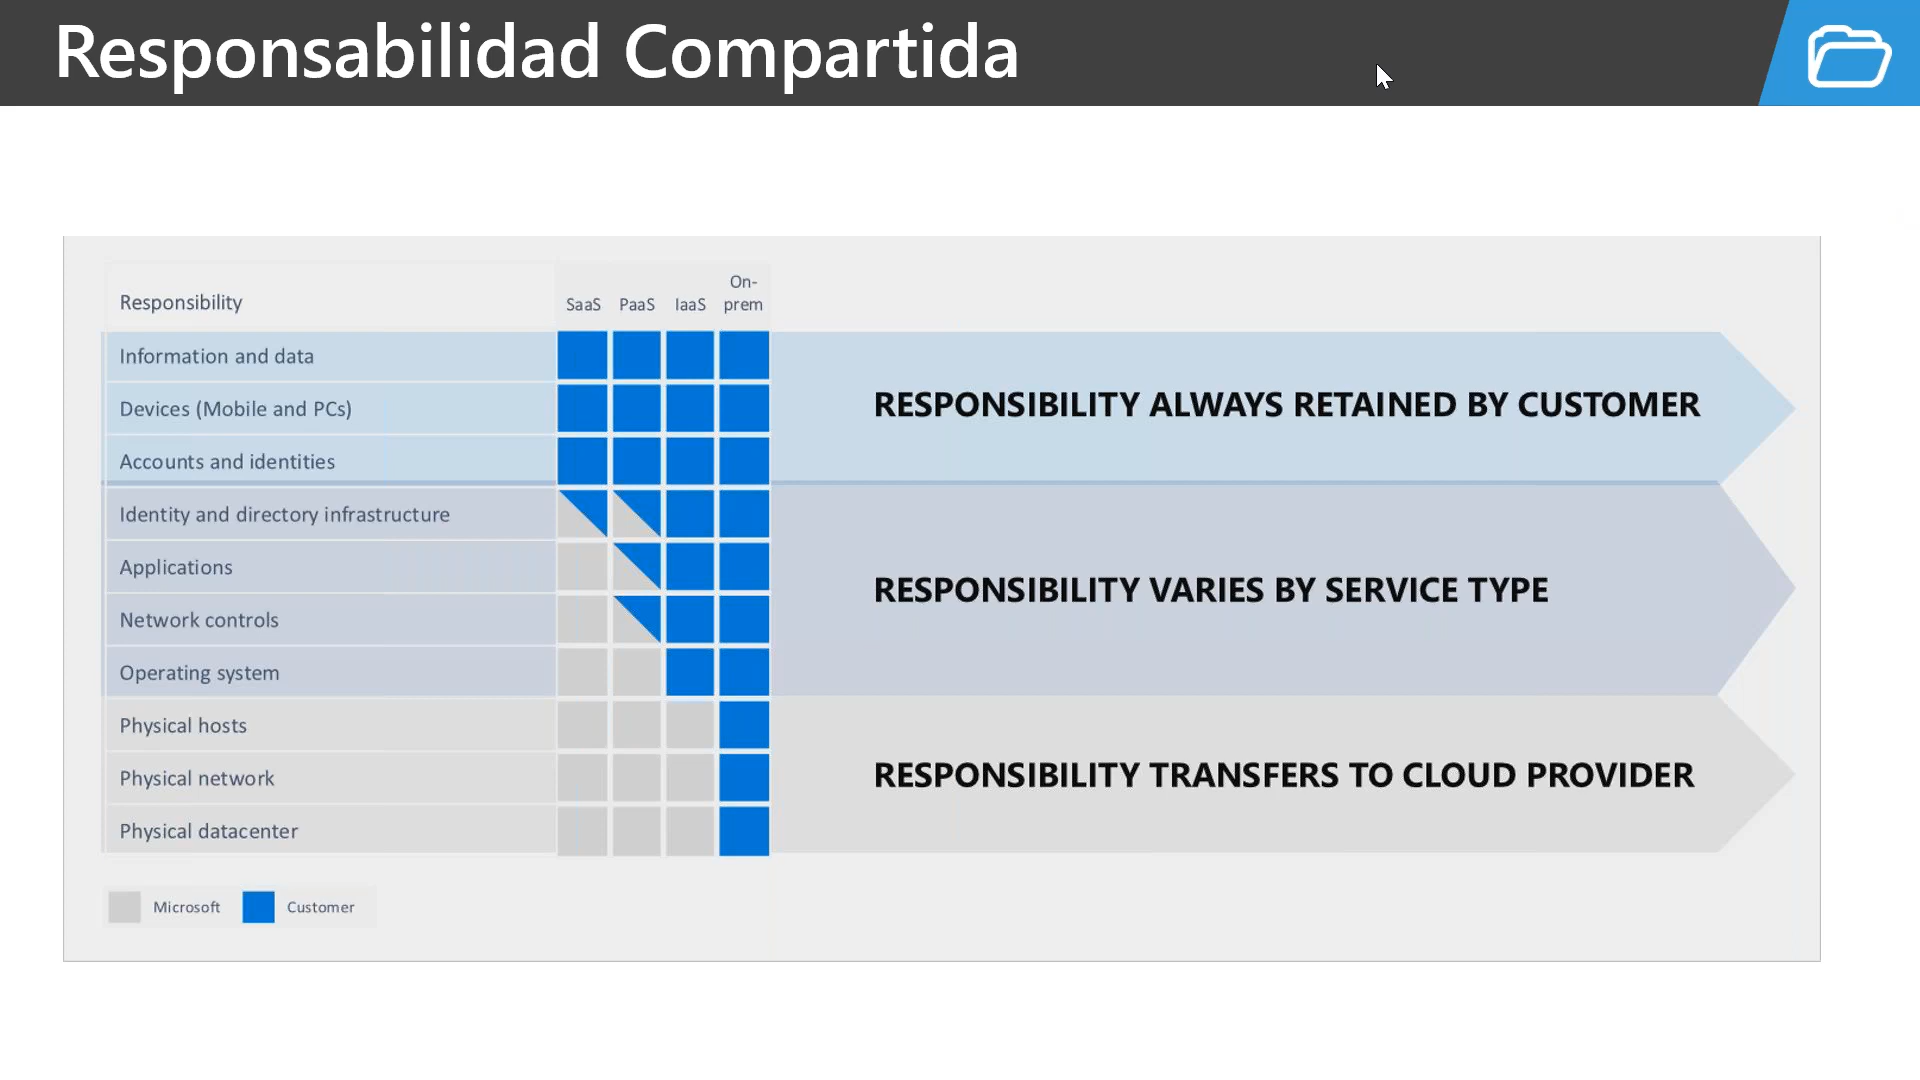 Responsabilidad Compartida
Responsibility
SaaS
PaaS
IaaS
On-
prem
Information and data
Devices (Mobile and PCs)
Accounts and identities
RESPONSIBILITY ALWAYS RETAINED BY CUSTOMER
Identity and directory infrastructure
Applications
Network controls
Operating system
RESPONSIBILITY VARIES BY SERVICE TYPE
Physical hosts
Physical network
Physical datacenter
RESPONSIBILITY TRANSFERS TO CLOUD PROVIDER
Microsoft
Customer